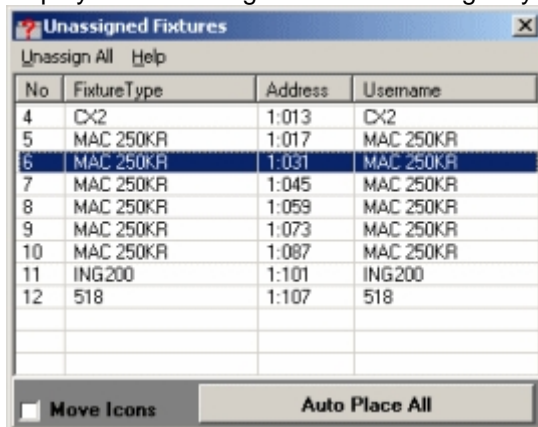 Unassigned Fixtures
Unassign All Help
No FixtureType Address Username
4 CX2 1:013 CX2
5 MAC 250KR 1:017 MAC 250KR
6 MAC 250KR 1:031 MAC 250KR
7 MAC 250KR 1:045 MAC 250KR
8 MAC 250KR 1:059 MAC 250KR
9 MAC 250KR 1:073 MAC 250KR
10 MAC 250KR 1:087 MAC 250KR
11 ING200 1:101 ING200
12 518 1:107 518
Move Icons Auto Place All